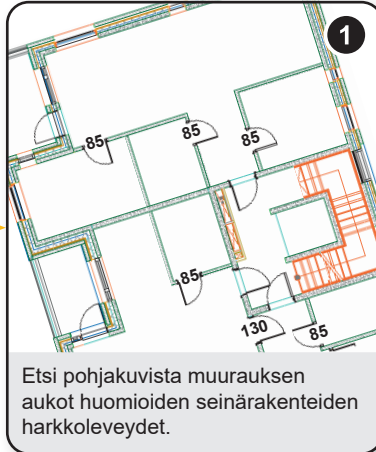 1
85
85
85
85
130
85
Etsi pohjakuvista muurauksen
aukot huomioiden seinärakenteiden
harkkoleveydet.